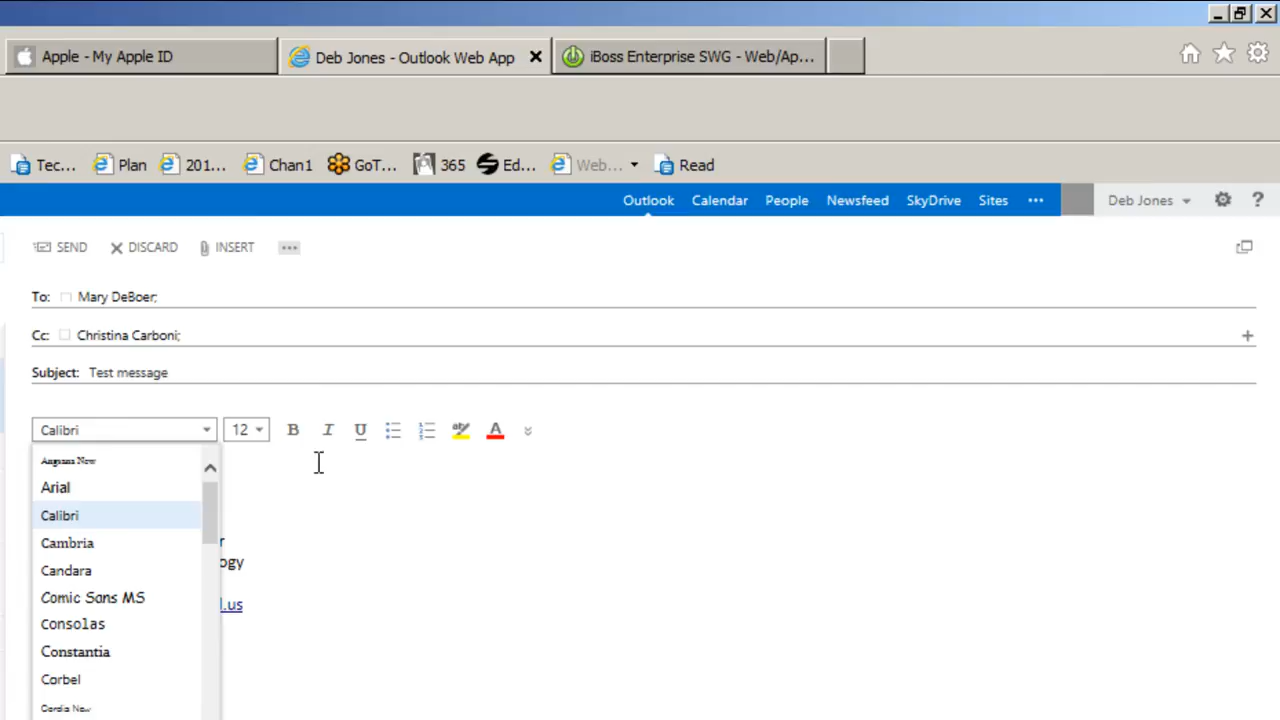 Apple - My Apple ID
Deb Jones - Outlook Web App
iBoss Enterprise SWG - Web/Ap...
Tec... Plan 201... Chan1 GoT... 365 Ed... Web... Read
Outlook Calendar People Newsfeed SkyDrive Sites ••• Deb Jones ?
SEND DISCARD INSERT •••
To: Mary DeBoer;
Cc: Christina Carboni; +
Subject: Test message
Calibri 12 B I U A
Angsana New
Arial
Calibri
r
Cambria
ogy
Candara
Comic Sans MS
l.us
Consolas
Constantia
Corbel
Cordia New